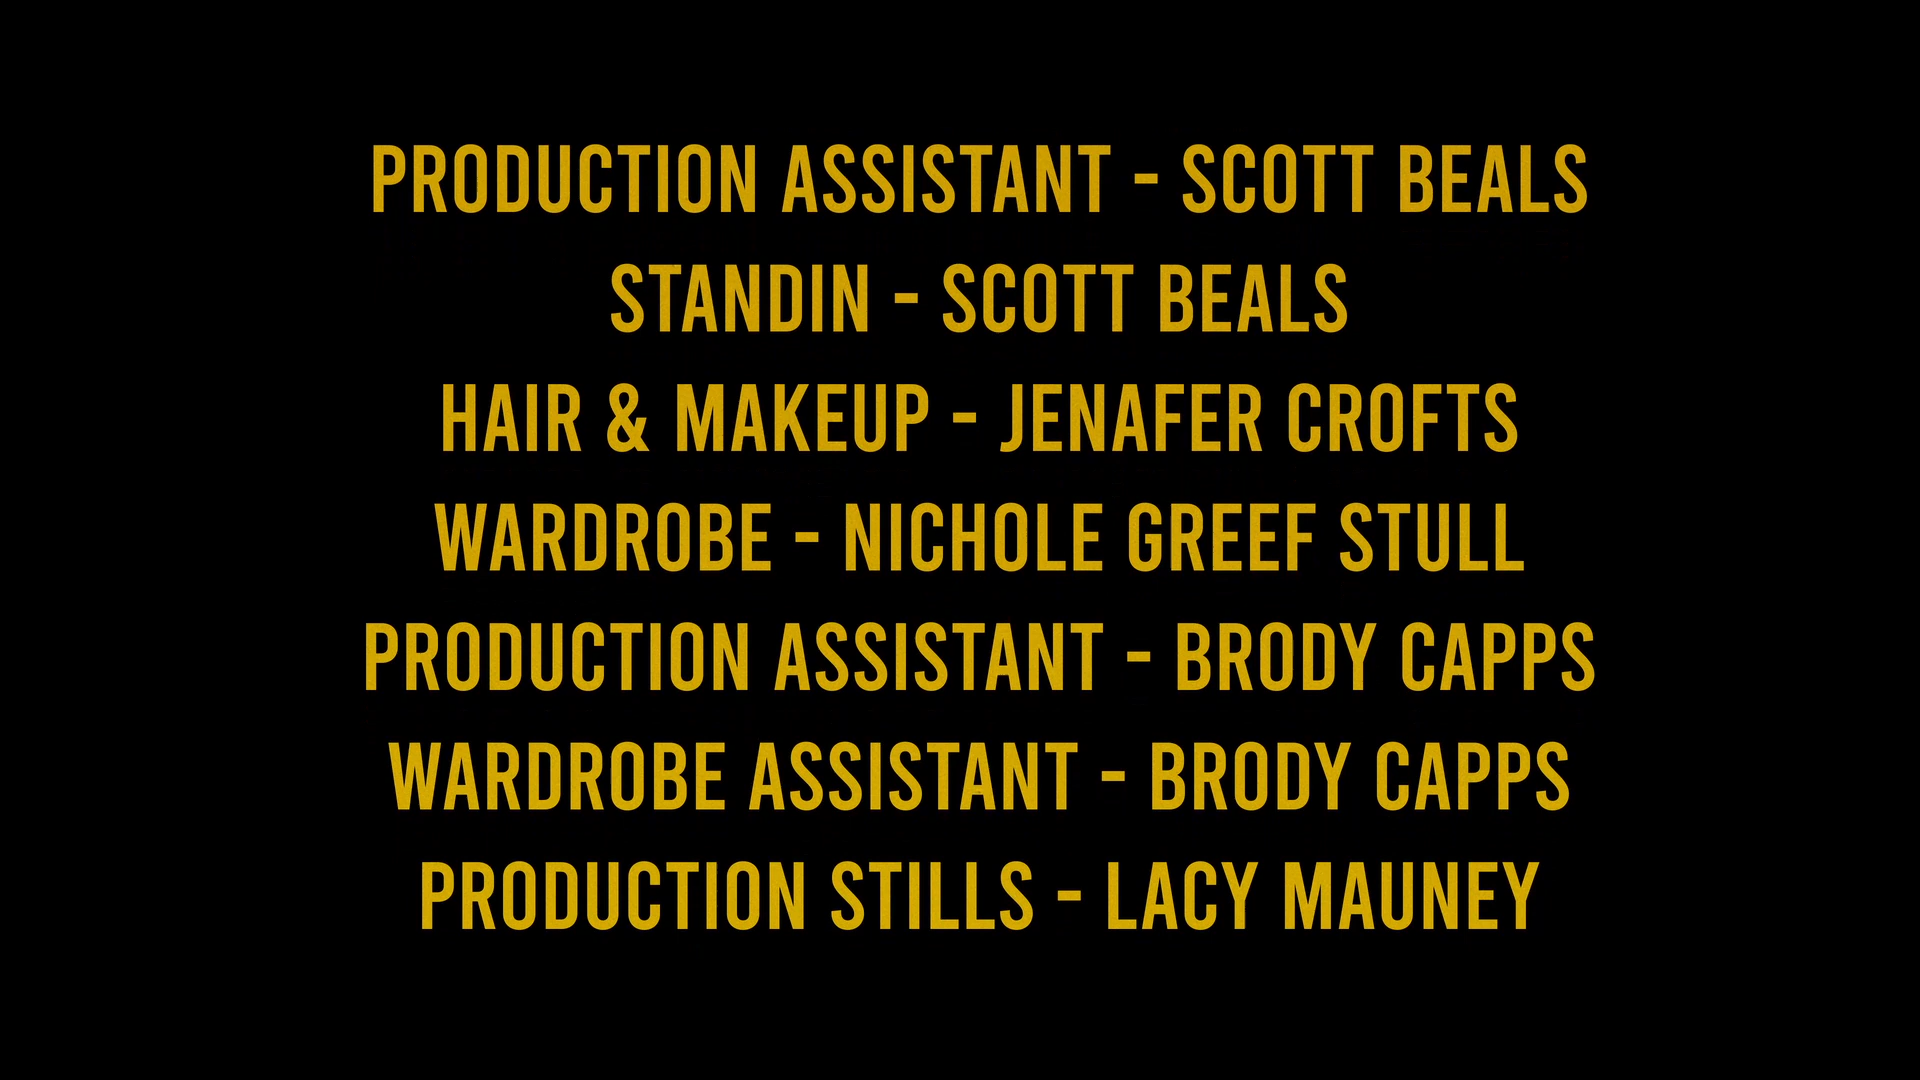 PRODUCTION ASSISTANT - SCOTT BEALS
STANDIN - SCOTT BEALS
HAIR & MAKEUP - JENAFER CROFTS
WARDROBE - NICHOLE GREEF STULL
PRODUCTION ASSISTANT - BRODY CAPPS
WARDROBE ASSISTANT - BRODY CAPPS
PRODUCTION STILLS - LACY MAUNEY